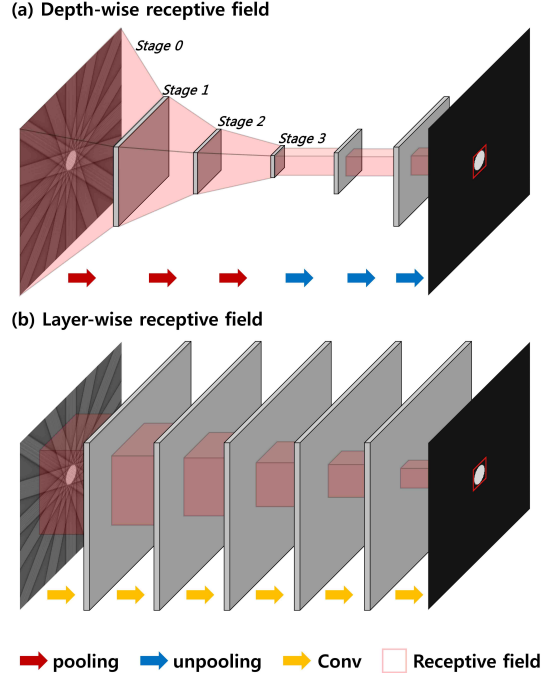 (a) Depth-wise receptive field
Stage 0
Stage 1
Stage 2
Stage 3
(b) Layer-wise receptive field
pooling unpooling Conv Receptive field